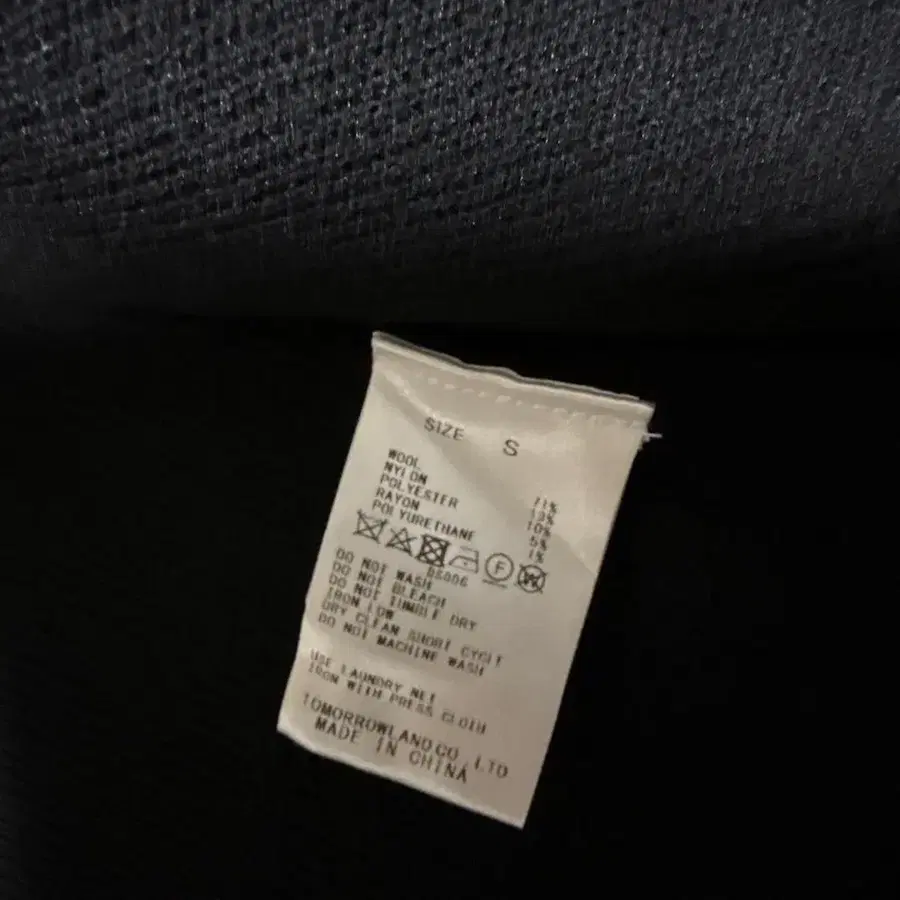 SIZE S
WOOL 71%
NYLON 13%
POLYESTER 10%
RAYON 5%
POLYURETHANE 1%
F W
DO NOT WASH
DO NOT BLEACH
DO NOT TUMBLE DRY
IRON LOW
DRY CLEAN SHORT CYCLE
DO NOT MACHINE WASH
USE LAUNDRY NET
IRON WITH PRESS CLOTH
TOMORROWLAND CO.,LTD
MADE IN CHINA